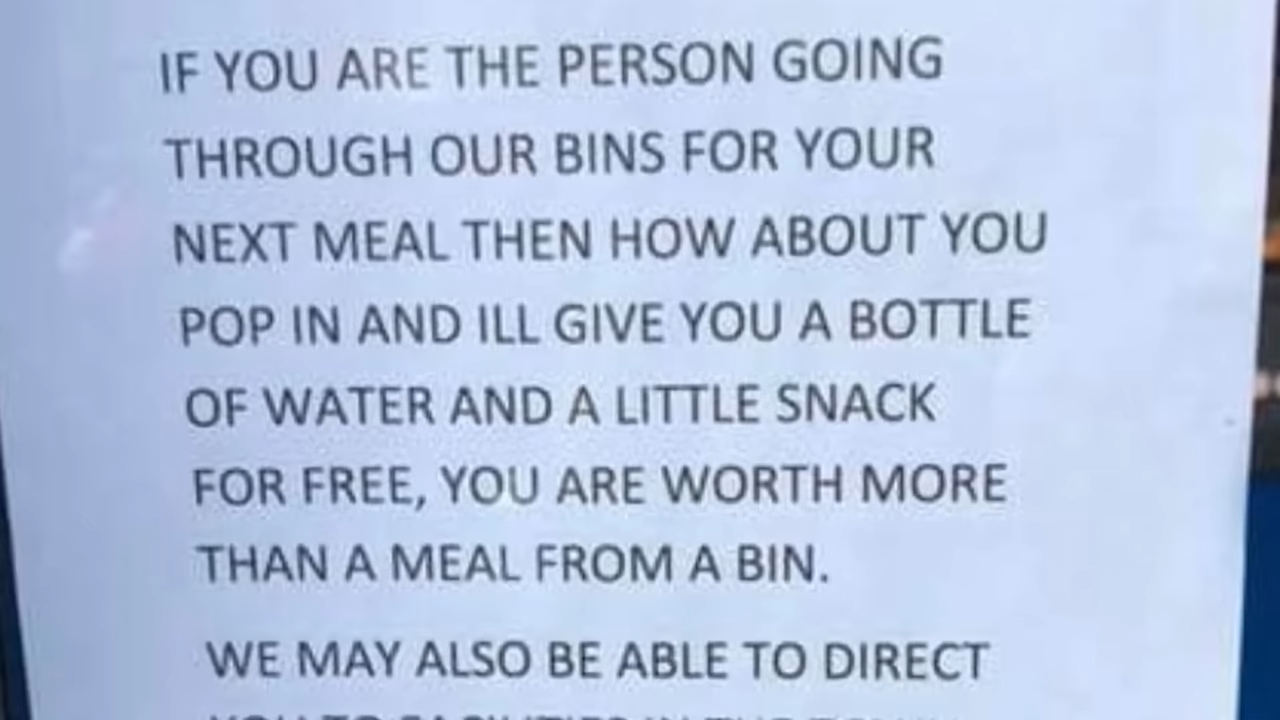 IF YOU ARE THE PERSON GOING
THROUGH OUR BINS FOR YOUR
NEXT MEAL THEN HOW ABOUT YOU
POP IN AND ILL GIVE YOU A BOTTLE
OF WATER AND A LITTLE SNACK
FOR FREE, YOU ARE WORTH MORE
THAN A MEAL FROM A BIN.
WE MAY ALSO BE ABLE TO DIRECT